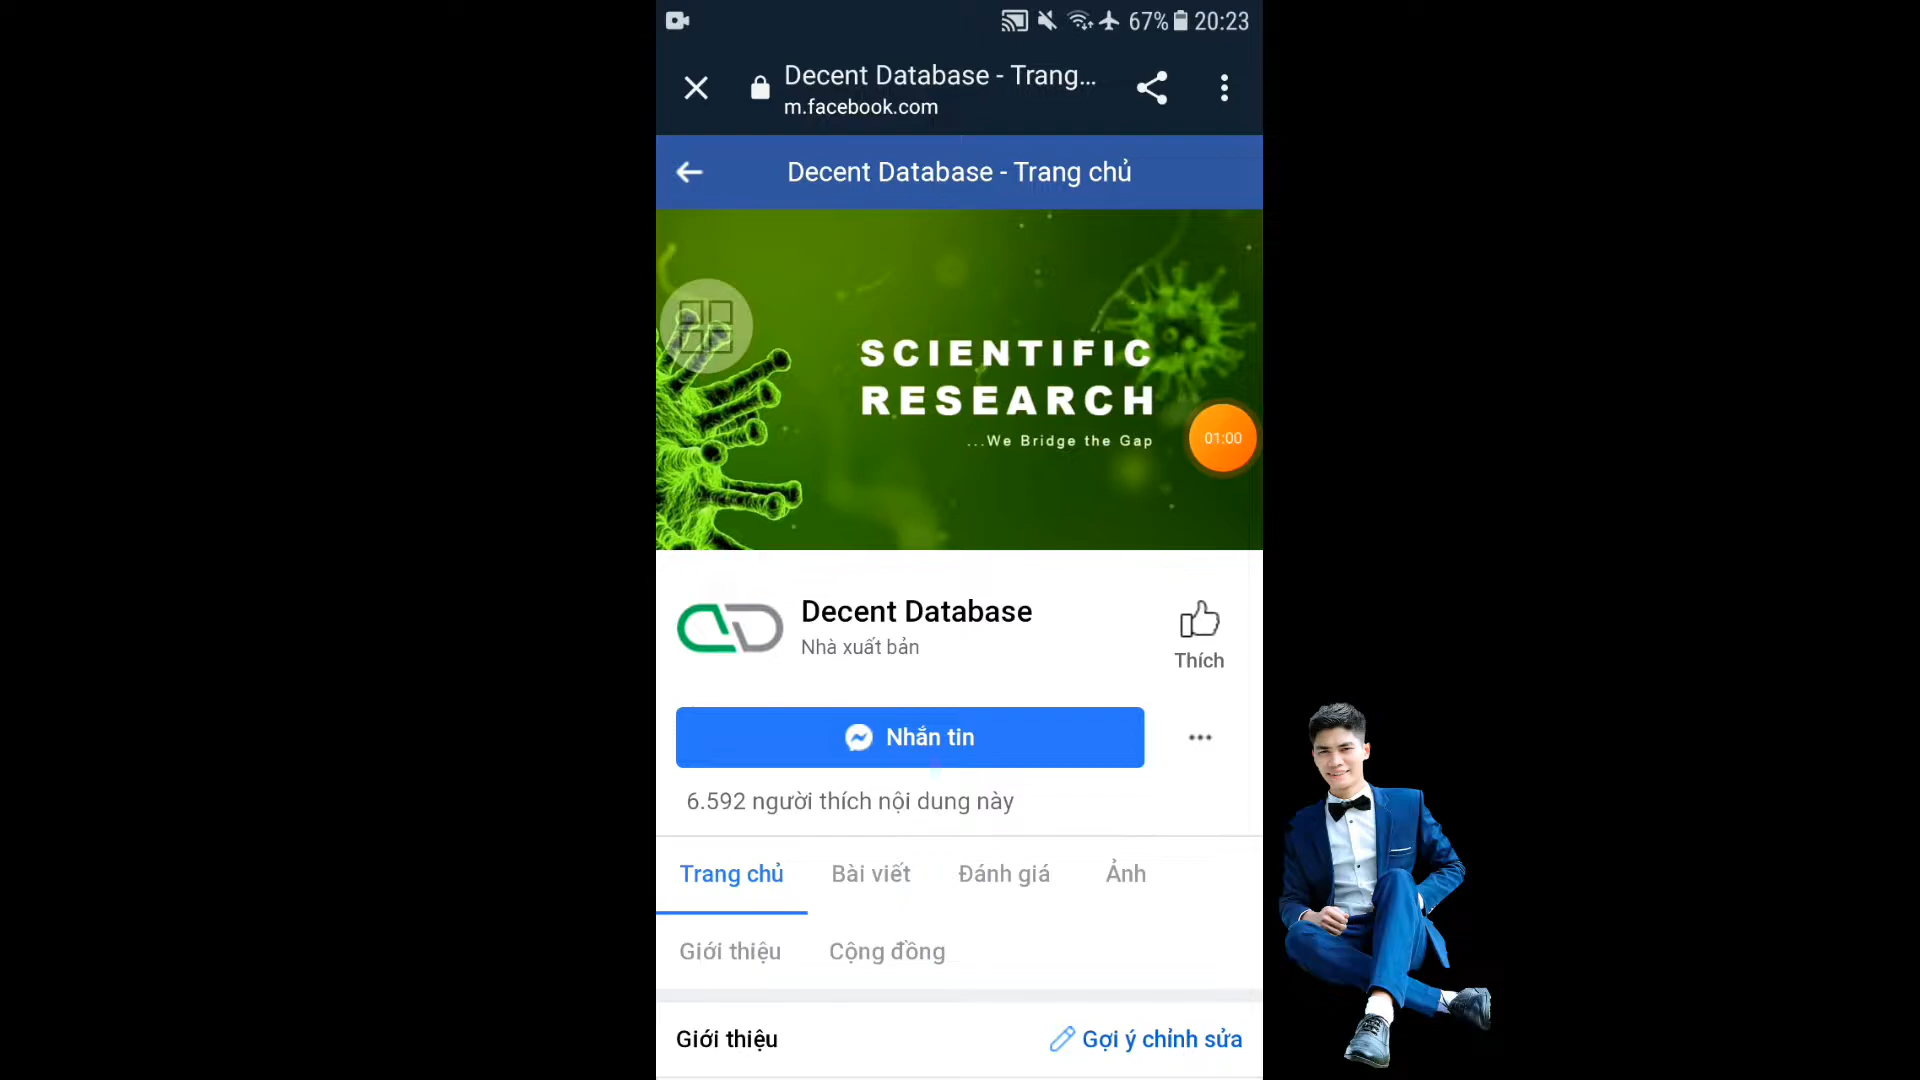 67% 20:23
Decent Database - Trang...
m.facebook.com
Decent Database - Trang chủ
SCIENTIFIC
RESEARCH
...We Bridge the Gap
01:00
Decent Database
Nhà xuất bản
Thích
Nhắn tin
6.592 người thích nội dung này
Trang chủ Bài viết Đánh giá Ảnh
Giới thiệu Cộng đồng
Giới thiệu Gợi ý chỉnh sửa